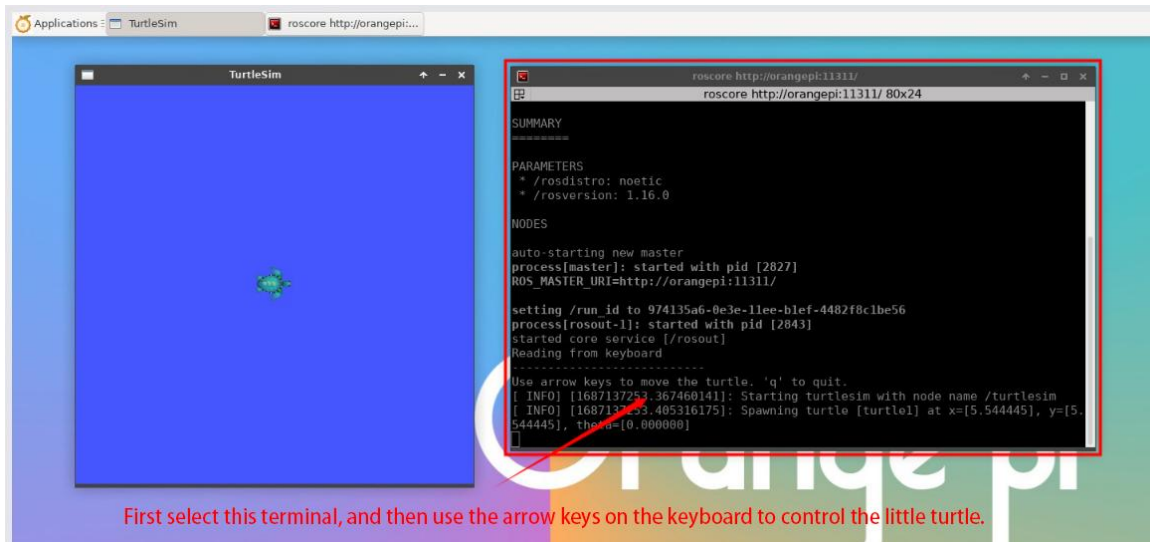 Applications
TurtleSim
roscore http://orangepi:...
TurtleSim
roscore http://orangepi:11311/
roscore http://orangepi:11311/ 80x24
SUMMARY
========
PARAMETERS
* /rosdistro: noetic
* /rosversion: 1.16.0
NODES
auto-starting new master
process[master]: started with pid [2827]
ROS_MASTER_URI=http://orangepi:11311/
setting /run_id to 974135a6-0e3e-11ee-b1ef-4482f8c1be56
process[rosout-1]: started with pid [2843]
started core service [/rosout]
Reading from keyboard
---------------------------
Use arrow keys to move the turtle. 'q' to quit.
[ INFO] [1687137253.367460141]: Starting turtlesim with node name /turtlesim
[ INFO] [1687137253.405316175]: Spawning turtle [turtle1] at x=[5.544445], y=[5.
544445], theta=[0.000000]
Orange pi
First select this terminal, and then use the arrow keys on the keyboard to control the little turtle.